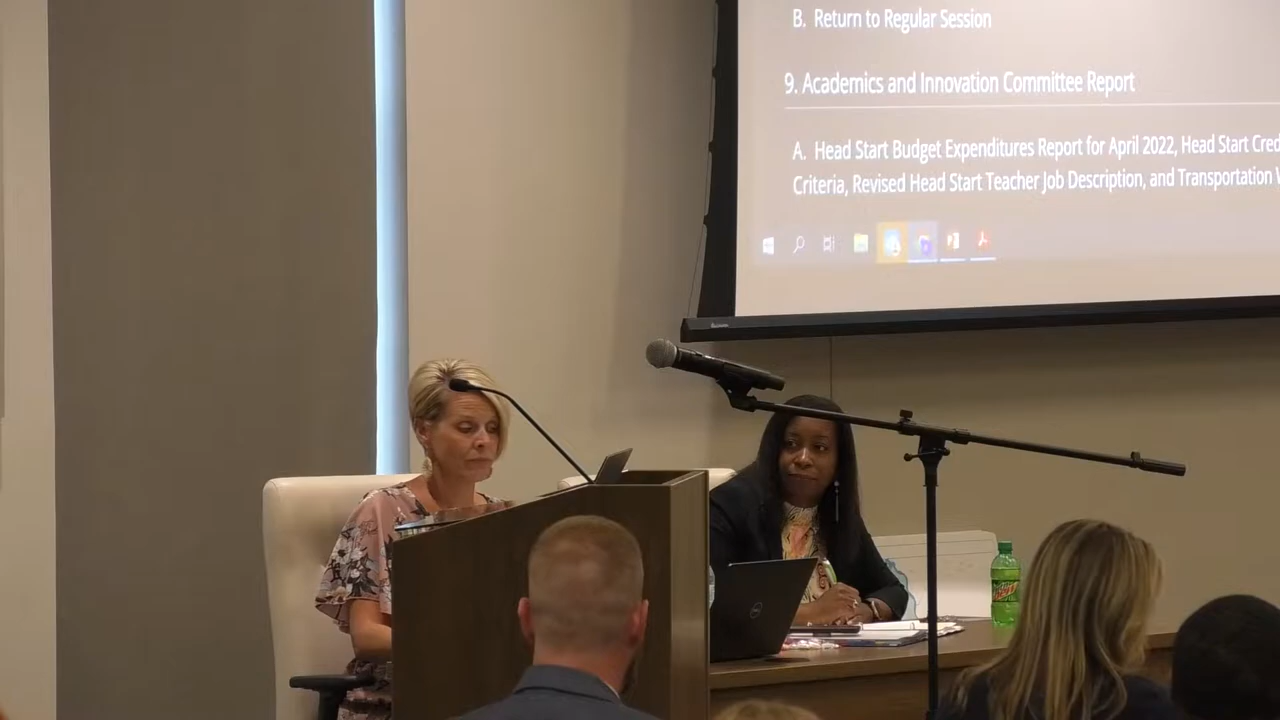 B. Return to Regular Session
9. Academics and Innovation Committee Report
A. Head Start Budget Expenditures Report for April 2022, Head Start Cred
Criteria, Revised Head Start Teacher Job Description, and Transportation W
DELL